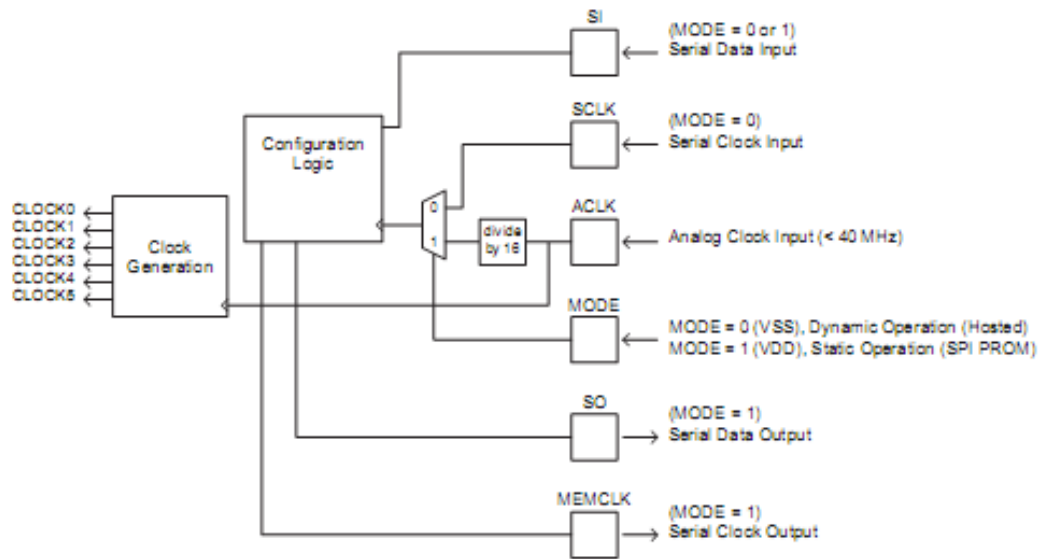 SI
(MODE = 0 or 1)
Serial Data Input
SCLK
(MODE = 0)
Serial Clock Input
Configuration
Logic
0
1
divide
by 16
ACLK
Analog Clock Input (< 40 MHz)
CLOCK0
CLOCK1
CLOCK2
CLOCK3
CLOCK4
CLOCK5
Clock
Generation
MODE
MODE = 0 (VSS), Dynamic Operation (Hosted)
MODE = 1 (VDD), Static Operation (SPI PROM)
SO
(MODE = 1)
Serial Data Output
MEMCLK
(MODE = 1)
Serial Clock Output